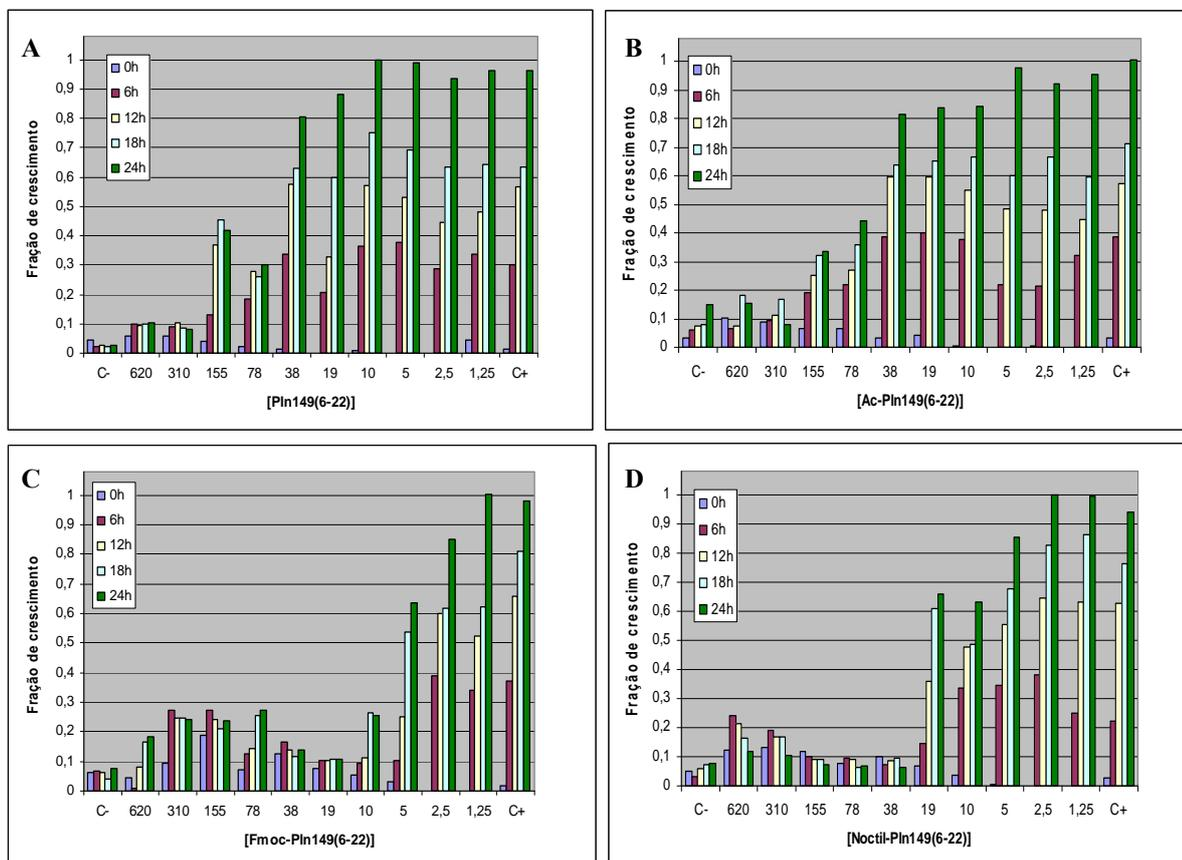 A
Fração de crescimento
1
0,9
0,8
0,7
0,6
0,5
0,4
0,3
0,2
0,1
0
0h
6h
12h
18h
24h
C- 620 310 155 78 38 19 10 5 2,5 1,25 C+
[Pln149(6-22)]
B
Fração de crescimento
1
0,9
0,8
0,7
0,6
0,5
0,4
0,3
0,2
0,1
0
0h
6h
12h
18h
24h
C- 620 310 155 78 38 19 10 5 2,5 1,25 C+
[Ac-Pln149(6-22)]
C
Fração de crescimento
1
0,9
0,8
0,7
0,6
0,5
0,4
0,3
0,2
0,1
0
0h
6h
12h
18h
24h
C- 620 310 155 78 38 19 10 5 2,5 1,25 C+
[Fmoc-Pln149(6-22)]
D
Fração de crescimento
1
0,9
0,8
0,7
0,6
0,5
0,4
0,3
0,2
0,1
0
0h
6h
12h
18h
24h
C- 620 310 155 78 38 19 10 5 2,5 1,25 C+
[Noctil-Pln149(6-22)]